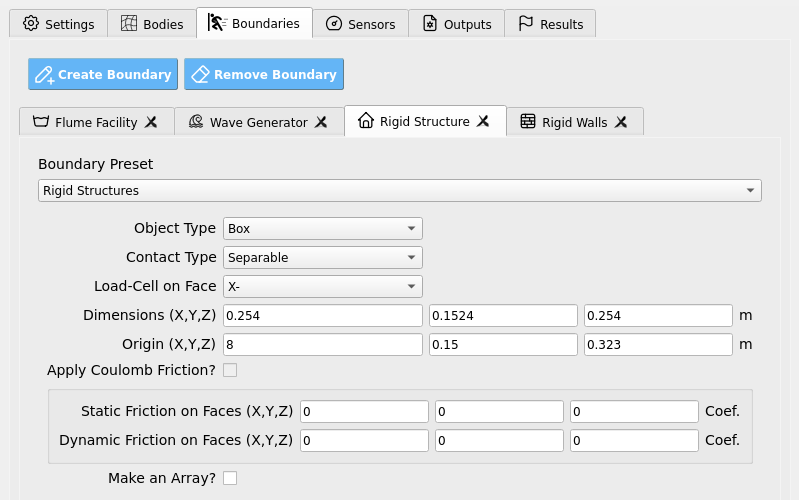 Settings Bodies Boundaries Sensors Outputs Results
Create Boundary Remove Boundary
Flume Facility Wave Generator Rigid Structure Rigid Walls
Boundary Preset
Rigid Structures
Object Type Box
Contact Type Separable
Load-Cell on Face X-
Dimensions (X,Y,Z) 0.254 0.1524 0.254 m
Origin (X,Y,Z) 8 0.15 0.323 m
Apply Coulomb Friction?
Static Friction on Faces (X,Y,Z) 0 0 0 Coef.
Dynamic Friction on Faces (X,Y,Z) 0 0 0 Coef.
Make an Array?